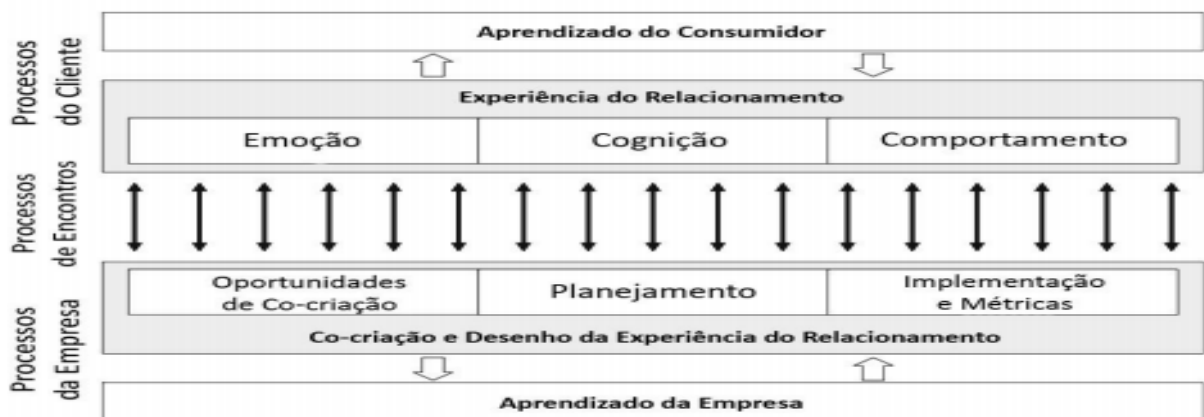 Processos
do Cliente
Aprendizado do Consumidor
Experiência do Relacionamento
Emoção
Cognição
Comportamento
Processos
de Encontros
Processos
da Empresa
Oportunidades
de Co-criação
Planejamento
Implementação
e Métricas
Co-criação e Desenho da Experiência do Relacionamento
Aprendizado da Empresa